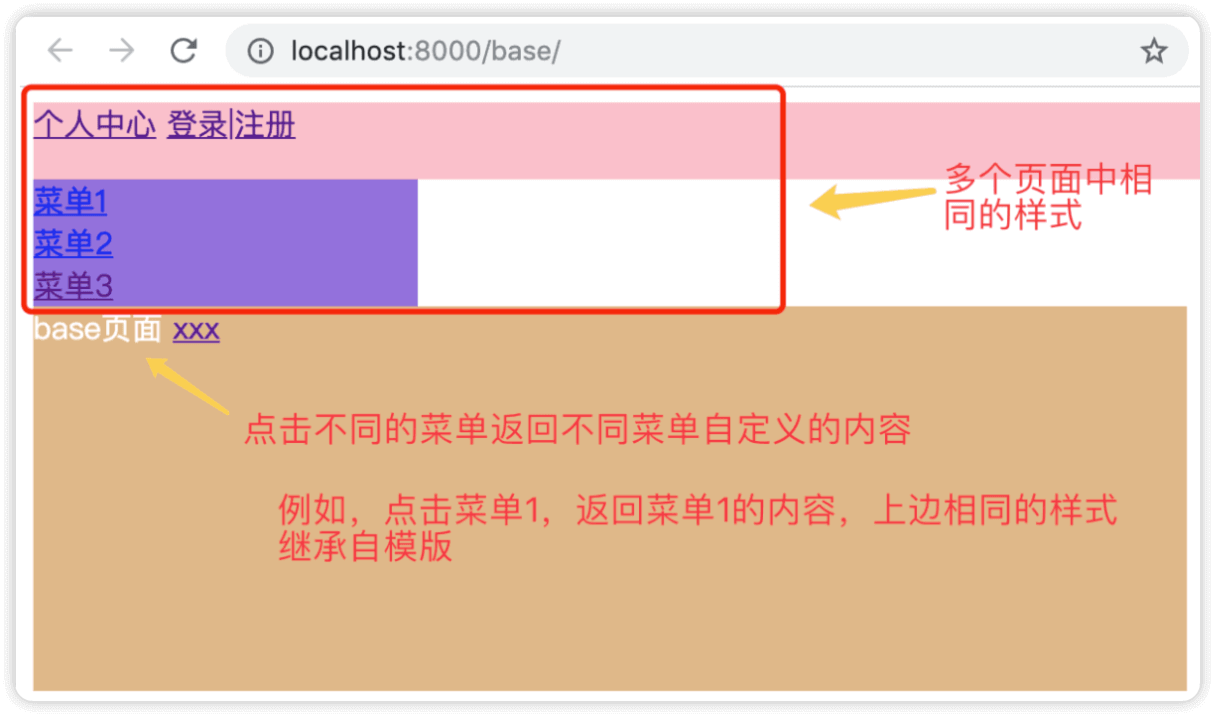 localhost:8000/base/
个人中心 登录|注册
菜单1
菜单2
菜单3
多个页面中相
同的样式
base页面 xxx
点击不同的菜单返回不同菜单自定义的内容
例如，点击菜单1，返回菜单1的内容，上边相同的样式
继承自模版